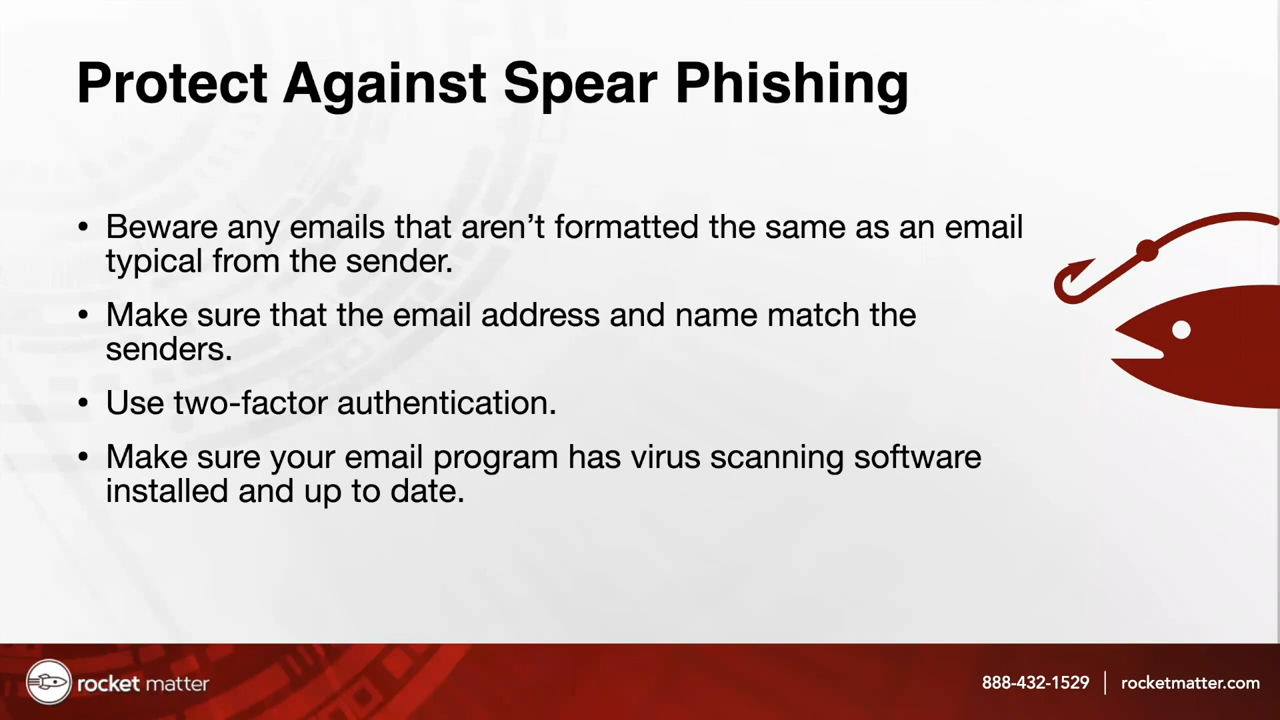 Protect Against Spear Phishing
• Beware any emails that aren’t formatted the same as an email
typical from the sender.
• Make sure that the email address and name match the
senders.
• Use two-factor authentication.
• Make sure your email program has virus scanning software
installed and up to date.
rocket matter
888-432-1529 | rocketmatter.com